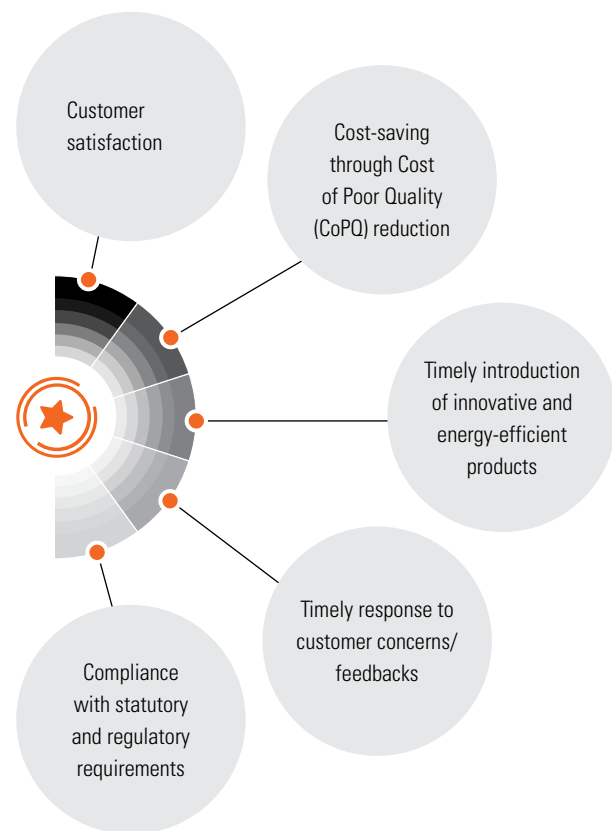 Customer
satisfaction
Cost-saving
through Cost
of Poor Quality
(CoPQ) reduction
Timely introduction
of innovative and
energy-efficient
products
Timely response to
customer concerns/
feedbacks
Compliance
with statutory
and regulatory
requirements